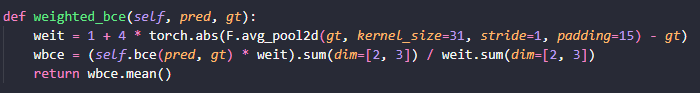 def weighted_bce(self, pred, gt):
    weit = 1 + 4 * torch.abs(F.avg_pool2d(gt, kernel_size=31, stride=1, padding=15) - gt)
    wbce = (self.bce(pred, gt) * weit).sum(dim=[2, 3]) / weit.sum(dim=[2, 3])
    return wbce.mean()